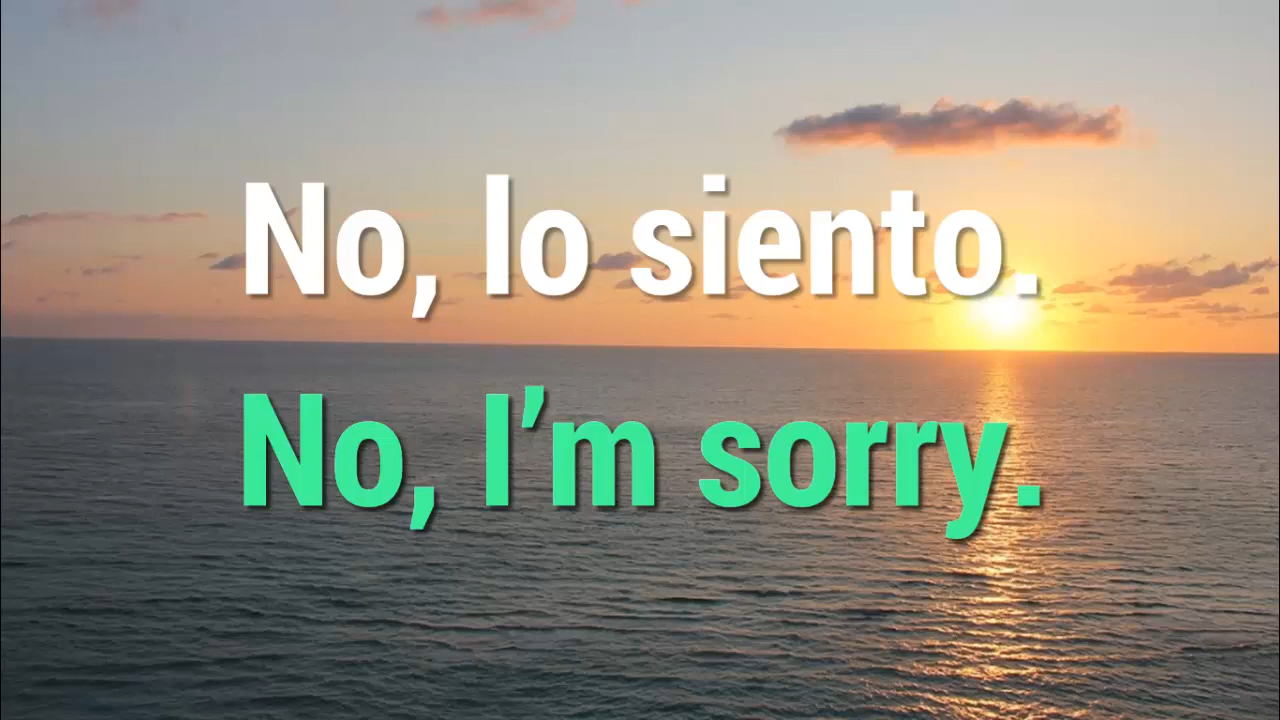 No, lo siento.
No, I’m sorry.